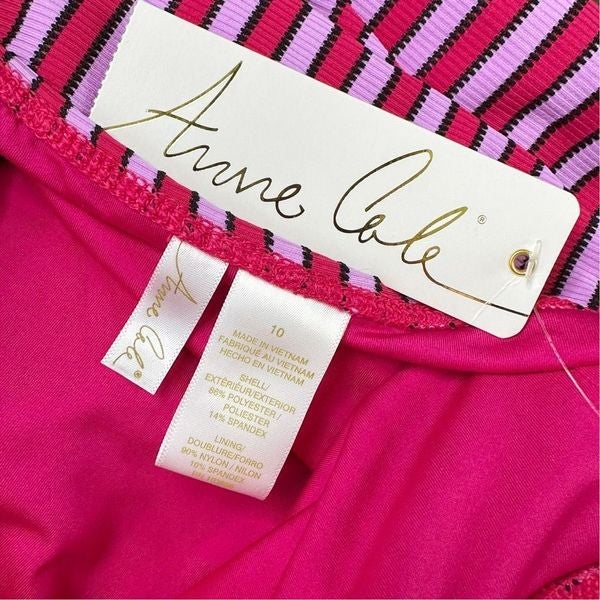 Anne Cole®
Anne Cole®
10
MADE IN VIETNAM
FABRIQUÉ AU VIETNAM
HECHO EN VIETNAM
SHELL/
EXTÉRIEUR/EXTERIOR
86% POLYESTER/
POLIESTER
14% SPANDEX
LINING/
DOUBLURE/FORRO
90% NYLON / NILON
10% SPANDEX